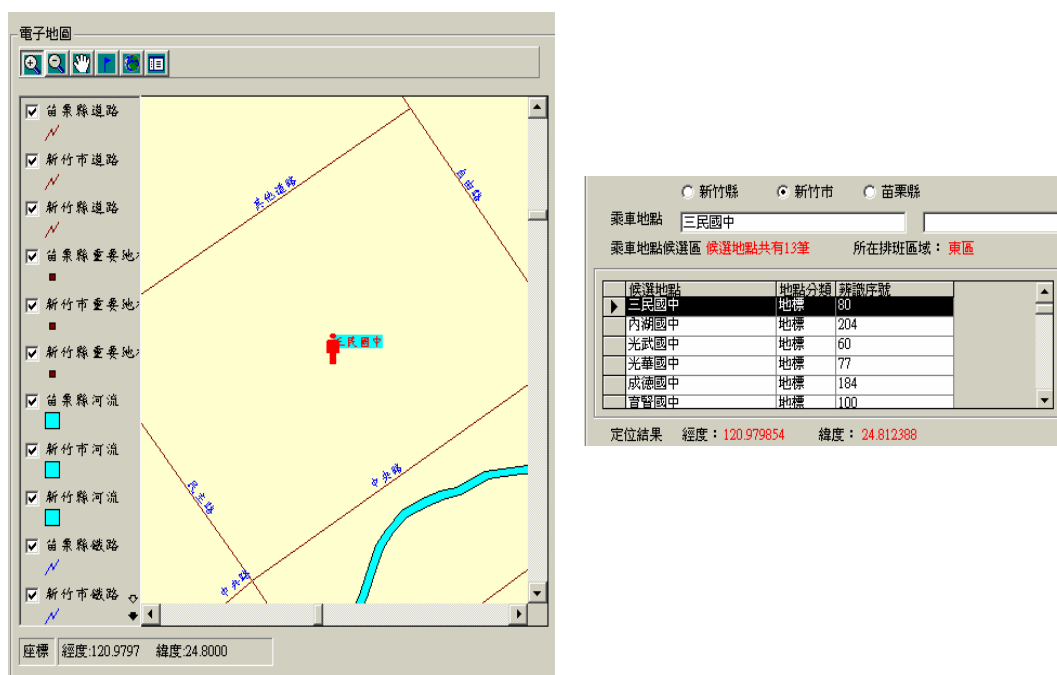 電子地圖
苗栗縣道路
新竹市道路
新竹縣道路
苗栗縣重要地
新竹市重要地
新竹縣重要地
苗栗縣河流
新竹市河流
新竹縣河流
苗栗縣鐵路
新竹市鐵路
其他道路
自由路
三民國中
中央路
民主路
中央路
座標 經度:120.9797 緯度:24.8000
新竹縣 新竹市 苗栗縣
乘車地點 三民國中
乘車地點候選區 候選地點共有13筆 所在排班區域： 東區
候選地點 地點分類 辨識序號
三民國中 地標 80
內湖國中 地標 204
光武國中 地標 60
光華國中 地標 77
成德國中 地標 184
育賢國中 地標 100
定位結果 經度：120.979854 緯度：24.812388